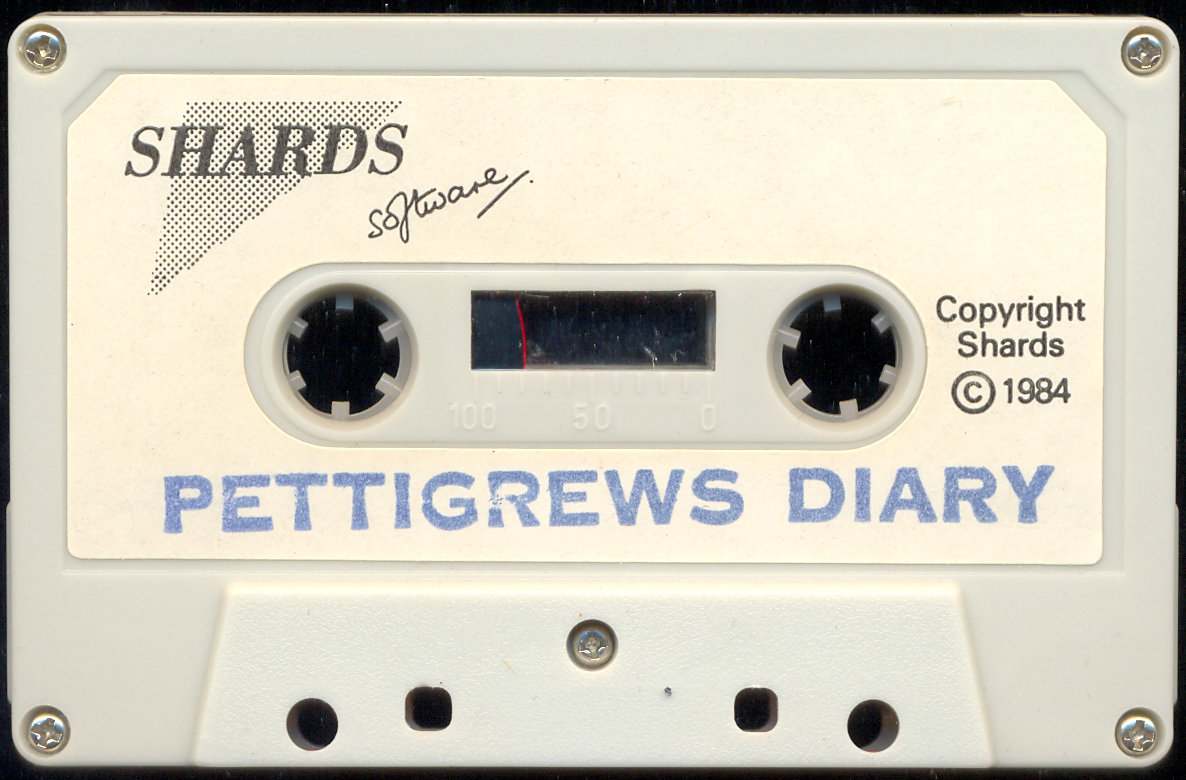 SHARDS
software.
Copyright
Shards
© 1984
100 50 0
PETTIGREWS DIARY